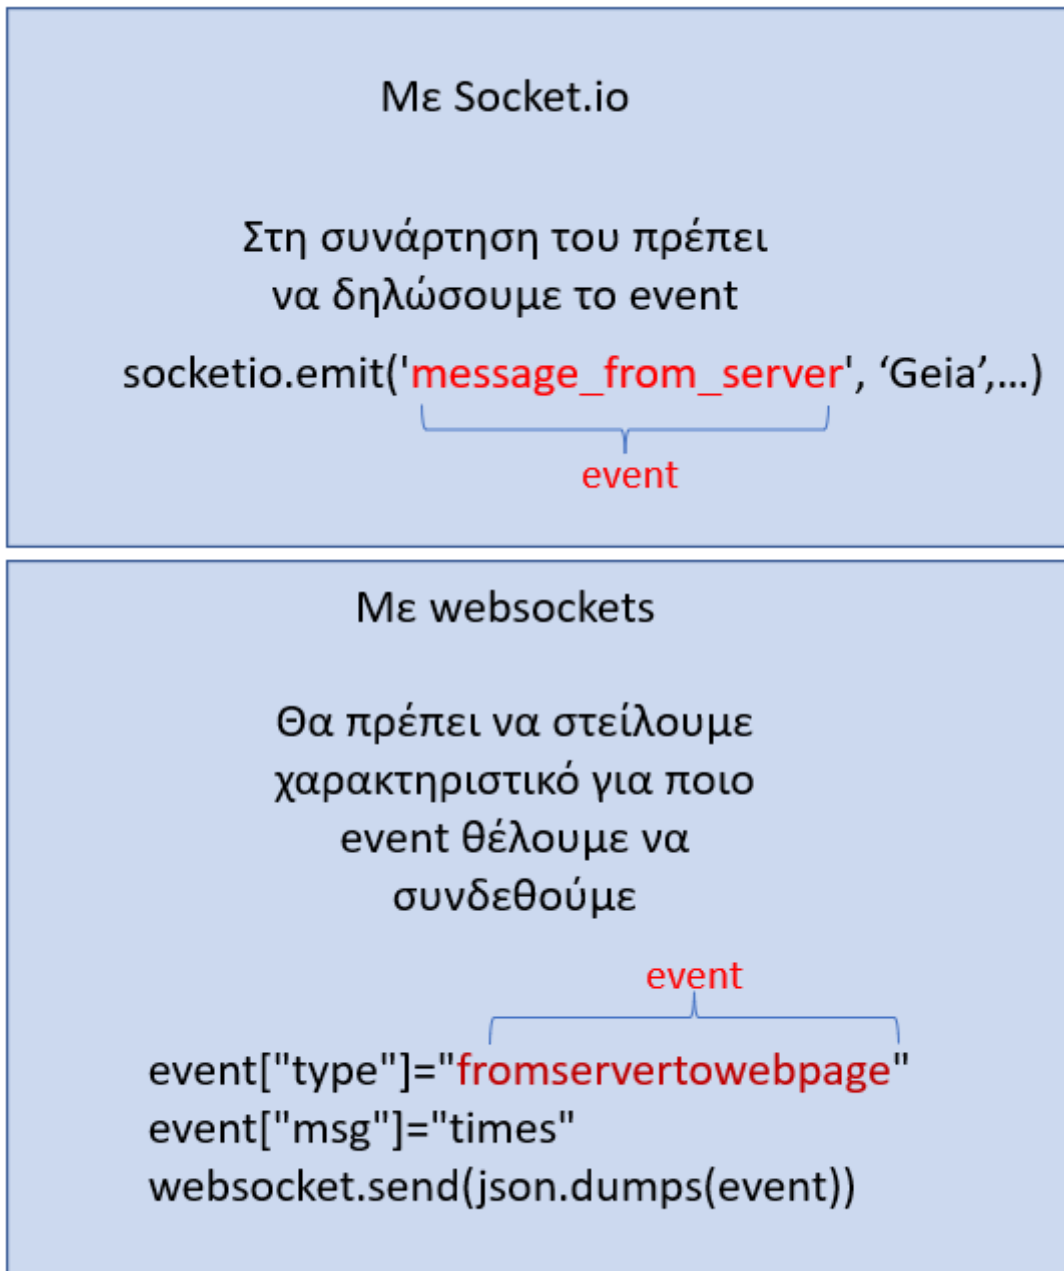 Με Socket.io
Στη συνάρτηση του πρέπει
να δηλώσουμε το event
socketio.emit('message_from_server', ‘Geia’,…)
event
Με websockets
Θα πρέπει να στείλουμε
χαρακτηριστικό για ποιο
event θέλουμε να
συνδεθούμε
event
event["type"]="fromservertowebpage"
event["msg"]="times"
websocket.send(json.dumps(event))